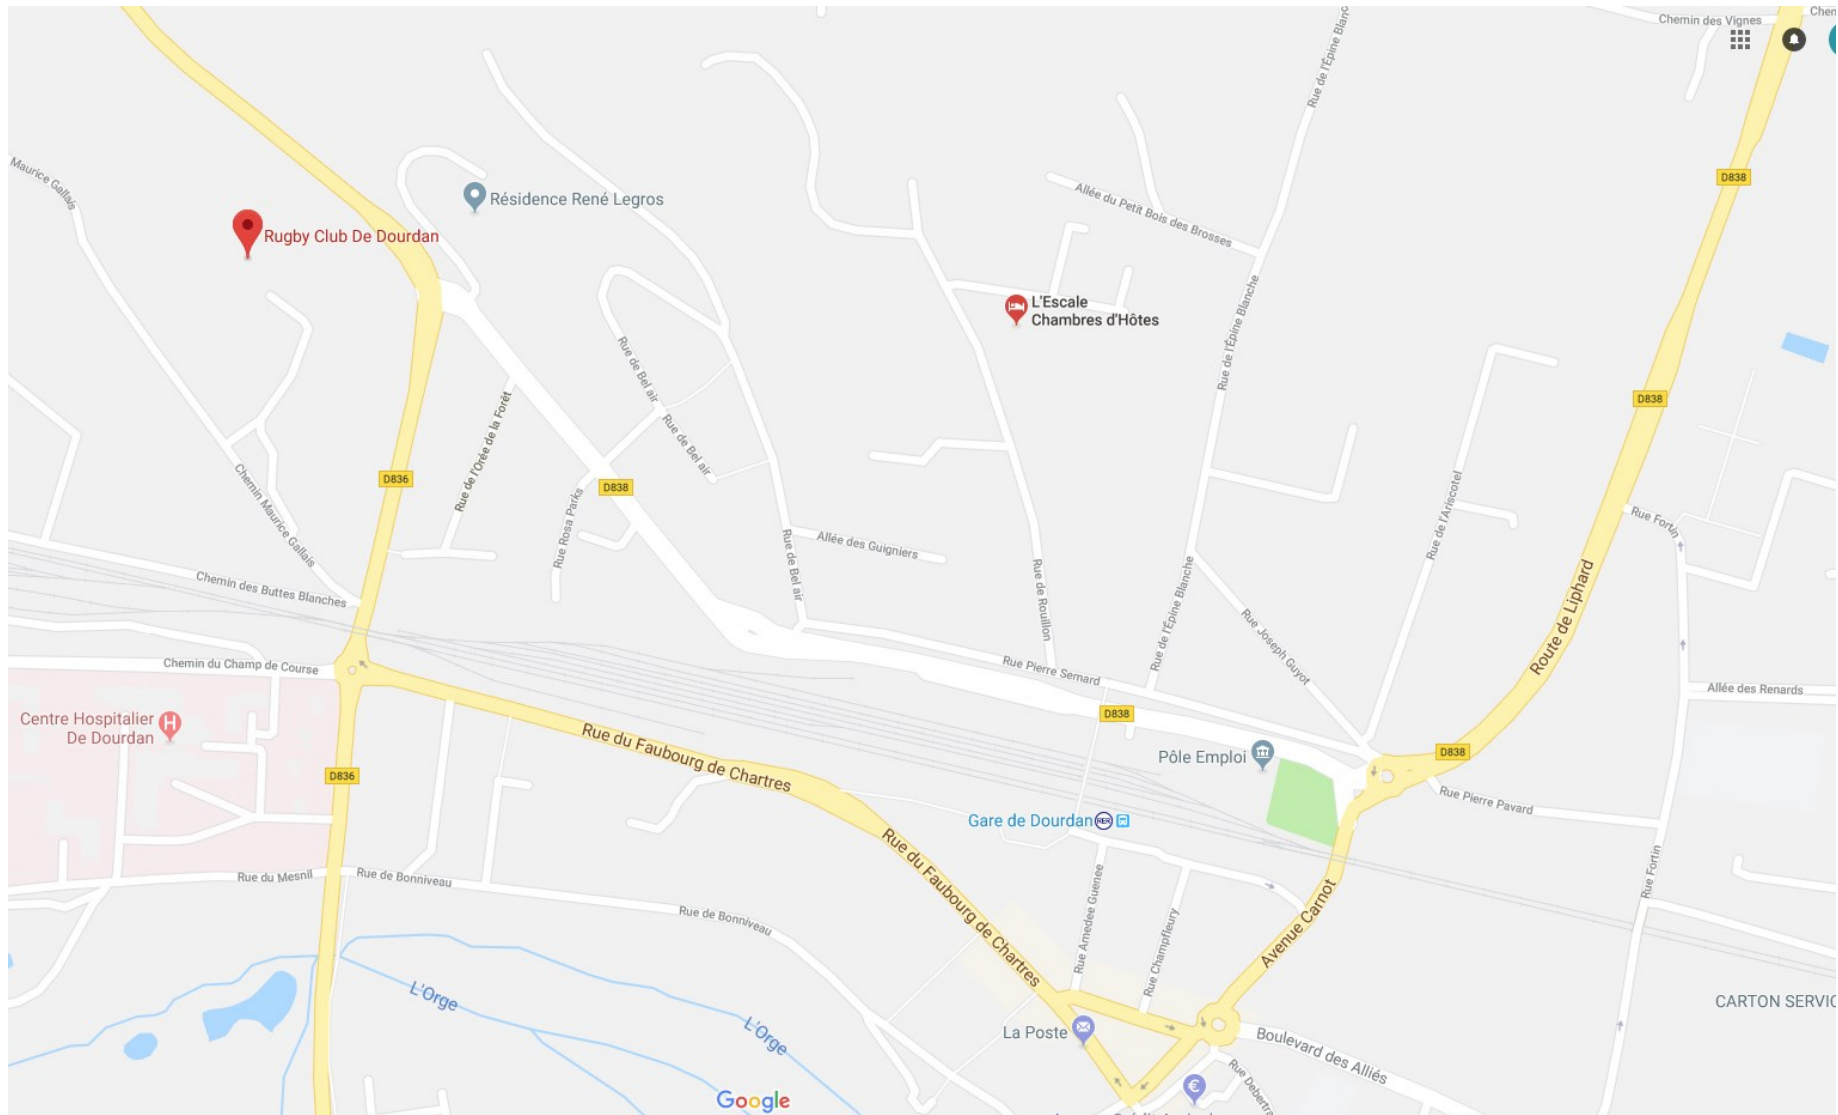 Chemin des Vignes
Rue de l'Épine Blanc
Maurice Gallais
Résidence René Legros
Rugby Club De Dourdan
D838
Allée du Petit Bois des Brosses
L'Escale
Chambres d'Hôtes
Rue de l'Épine Blanche
Rue de Bel air
Rue de Bel air
D838
Rue de l'Orée de la Forêt
D836
D838
Chemin Maurice Gallais
Rue Rosa Parks
Rue de l'Ariscotel
Rue Fortin
Allée des Guigniers
Rue de Bel air
Rue de Rouillon
Rue de l'Épine Blanche
Chemin des Buttes Blanches
Route de Liphard
Rue Joseph Guyot
Chemin du Champ de Course
Rue Pierre Semard
Allée des Renards
D838
Centre Hospitalier
De Dourdan
H
Rue du Faubourg de Chartres
Pôle Emploi
D838
D836
Rue Pierre Pavard
Gare de Dourdan
RER
Rue du Faubourg de Chartres
Rue du Mesnil
Rue de Bonniveau
Rue de Bonniveau
Rue Amedee Guenee
Rue Champfleury
Avenue Carnot
Rue Fortin
L'Orge
L'Orge
CARTON SERVIC
La Poste
Boulevard des Alliés
Rue Debertra
€
Google